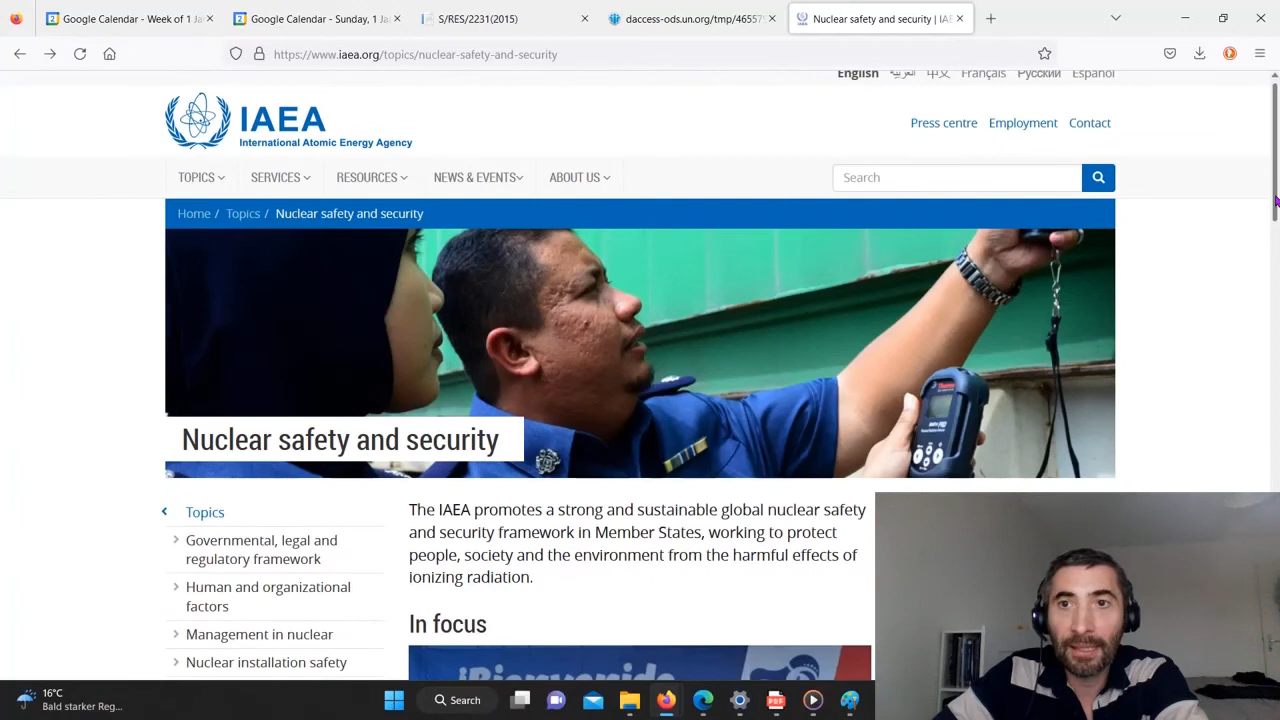 Google Calendar - Week of 1 Ja
Google Calendar - Sunday, 1 Ja
S/RES/2231(2015)
daccess-ods.un.org/tmp/46557
Nuclear safety and security | IAE
https://www.iaea.org/topics/nuclear-safety-and-security
English العربية 中文 Français Русский Español
IAEA
International Atomic Energy Agency
Press centre Employment Contact
TOPICS SERVICES RESOURCES NEWS & EVENTS ABOUT US
Search
Home / Topics / Nuclear safety and security
Nuclear safety and security
Topics
Governmental, legal and
regulatory framework
Human and organizational
factors
Management in nuclear
Nuclear installation safety
The IAEA promotes a strong and sustainable global nuclear safety
and security framework in Member States, working to protect
people, society and the environment from the harmful effects of
ionizing radiation.
In focus
¡Bienvenido
16°C
Bald starker Reg...
Search